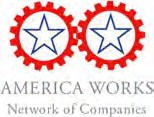 AMERICA WORKS
Network of Companies